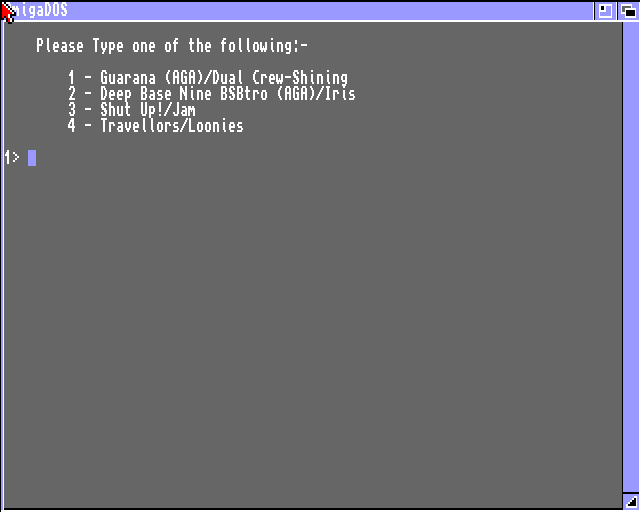 migaDOS
Please Type one of the following:-
1 - Guarana (AGA)/Dual Crew-Shining
2 - Deep Base Nine BSBtro (AGA)/Iris
3 - Shut Up!/Jam
4 - Travellors/Loonies
1>